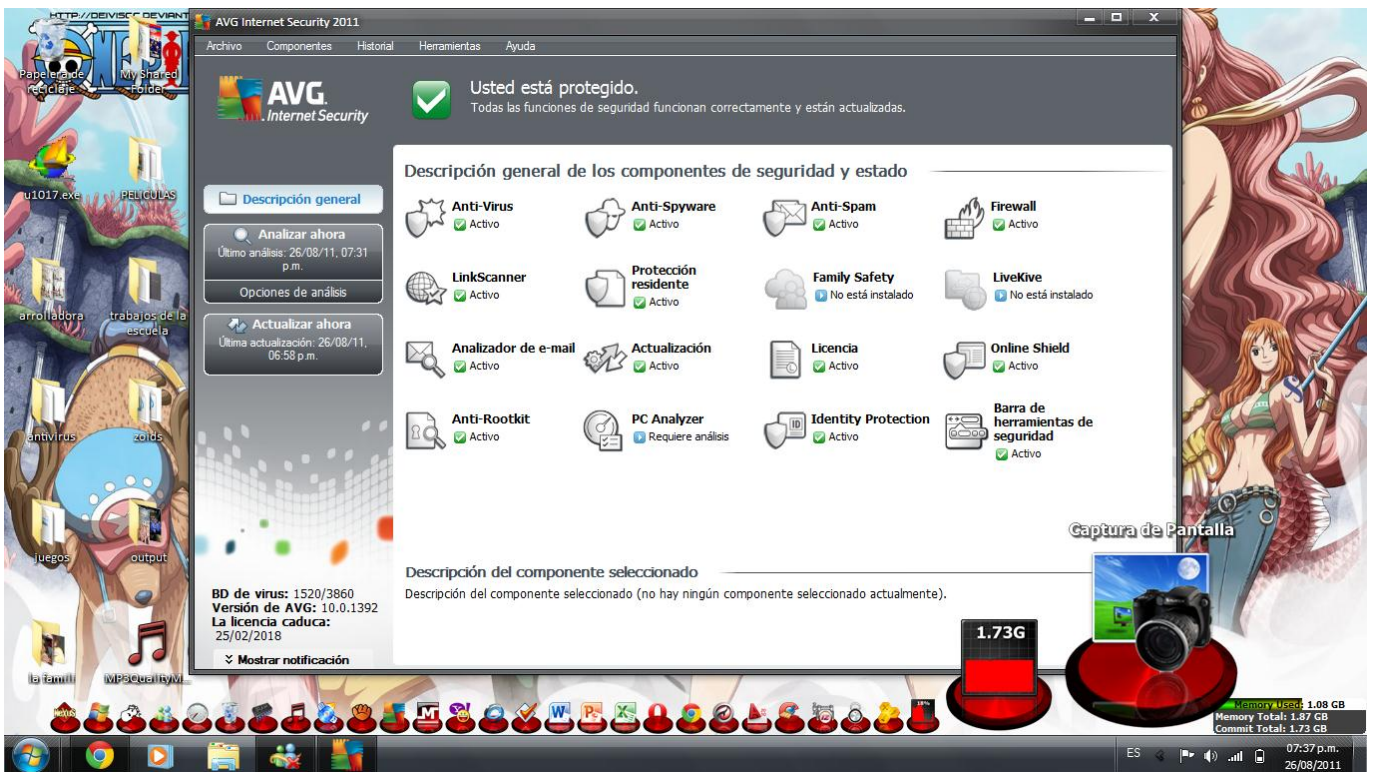 HTTP://DEIVISCF.DEVIANT
Papelera de reciclaje
My Shared Folder
u1017.exe
PELICULAS
arrolladora
trabajos de la escuela
antivirus
zoids
juegos
output
la famili
MP3QualityM...
AVG Internet Security 2011
Archivo Componentes Historial Herramientas Ayuda
AVG.
Internet Security
Usted está protegido.
Todas las funciones de seguridad funcionan correctamente y están actualizadas.
Descripción general
Analizar ahora
Último análisis: 26/08/11, 07:31
p.m.
Opciones de análisis
Actualizar ahora
Última actualización: 26/08/11,
06:58 p.m.
BD de virus: 1520/3860
Versión de AVG: 10.0.1392
La licencia caduca:
25/02/2018
Mostrar notificación
Descripción general de los componentes de seguridad y estado
Anti-Virus
Activo
Anti-Spyware
Activo
Anti-Spam
Activo
Firewall
Activo
LinkScanner
Activo
Protección
residente
Activo
Family Safety
No está instalado
LiveKive
No está instalado
Analizador de e-mail
Activo
Actualización
Activo
Licencia
Activo
Online Shield
Activo
Anti-Rootkit
Activo
PC Analyzer
Requiere análisis
Identity Protection
Activo
Barra de
herramientas de
seguridad
Activo
Descripción del componente seleccionado
Descripción del componente seleccionado (no hay ningún componente seleccionado actualmente).
Captura de Pantalla
1.73G
18%
Memory Used: 1.08 GB
Memory Total: 1.87 GB
Commit Total: 1.73 GB
ES
07:37 p.m.
26/08/2011